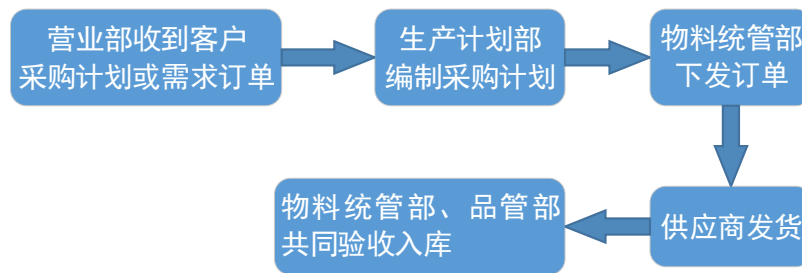 营业部收到客户
采购计划或需求订单
生产计划部
编制采购计划
物料统管部
下发订单
供应商发货
物料统管部、品管部
共同验收入库